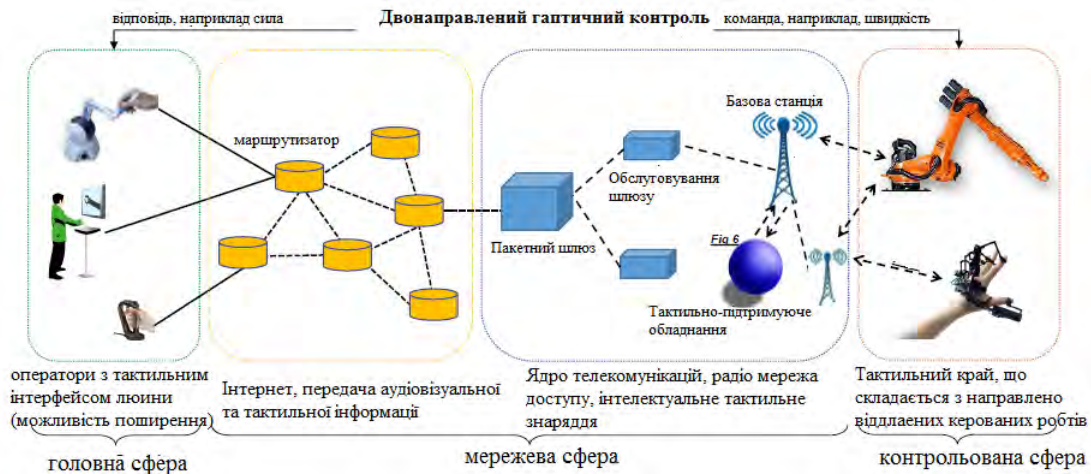 відповідь, наприклад сила
Двонаправлений гаптичний контроль
команда, наприклад, швидкість
маршрутизатор
Базова станція
Обслуговування
шлюзу
Пакетний шлюз
Fig 6
Тактильно-підтримуюче
обладнання
оператори з тактильним
інтерфейсом люини
(можливість поширення)
Інтернет, передача аудіовізуальної
та тактильної інформації
Ядро телекомунікацій, радіо мережа
доступу, інтелектуальне тактильне
знаряддя
Тактильний край, що
складається з направлено
віддлаених керованих робтів
головна сфера
мережева сфера
контрольована сфера